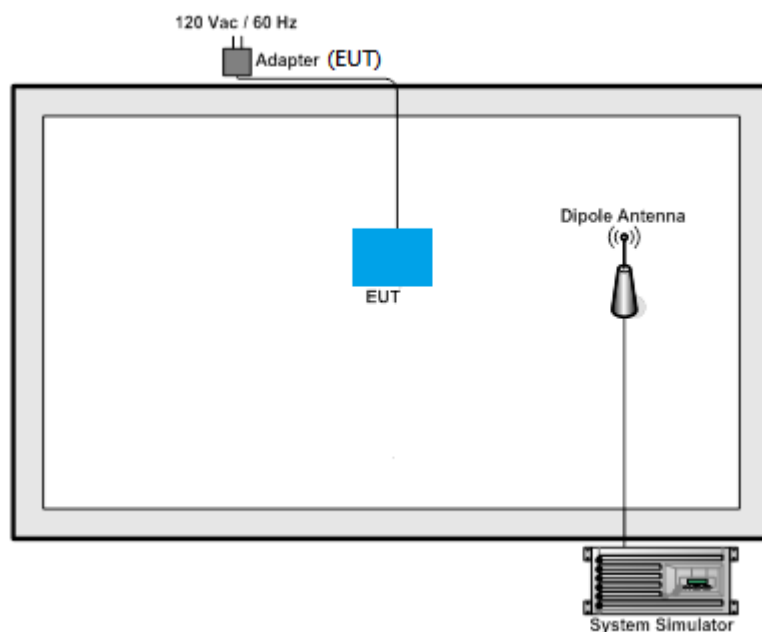 120 Vac / 60 Hz
Adapter (EUT)
Dipole Antenna
EUT
System Simulator